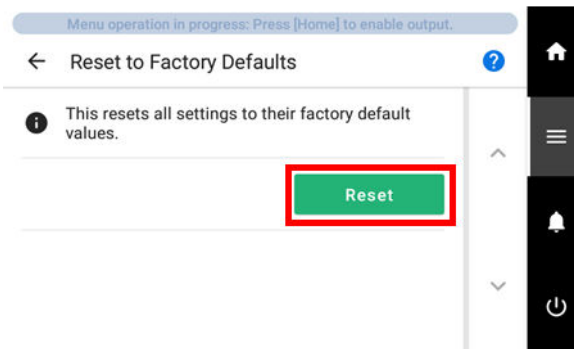 Menu operation in progress: Press [Home] to enable output.
Reset to Factory Defaults
This resets all settings to their factory default
values.
Reset